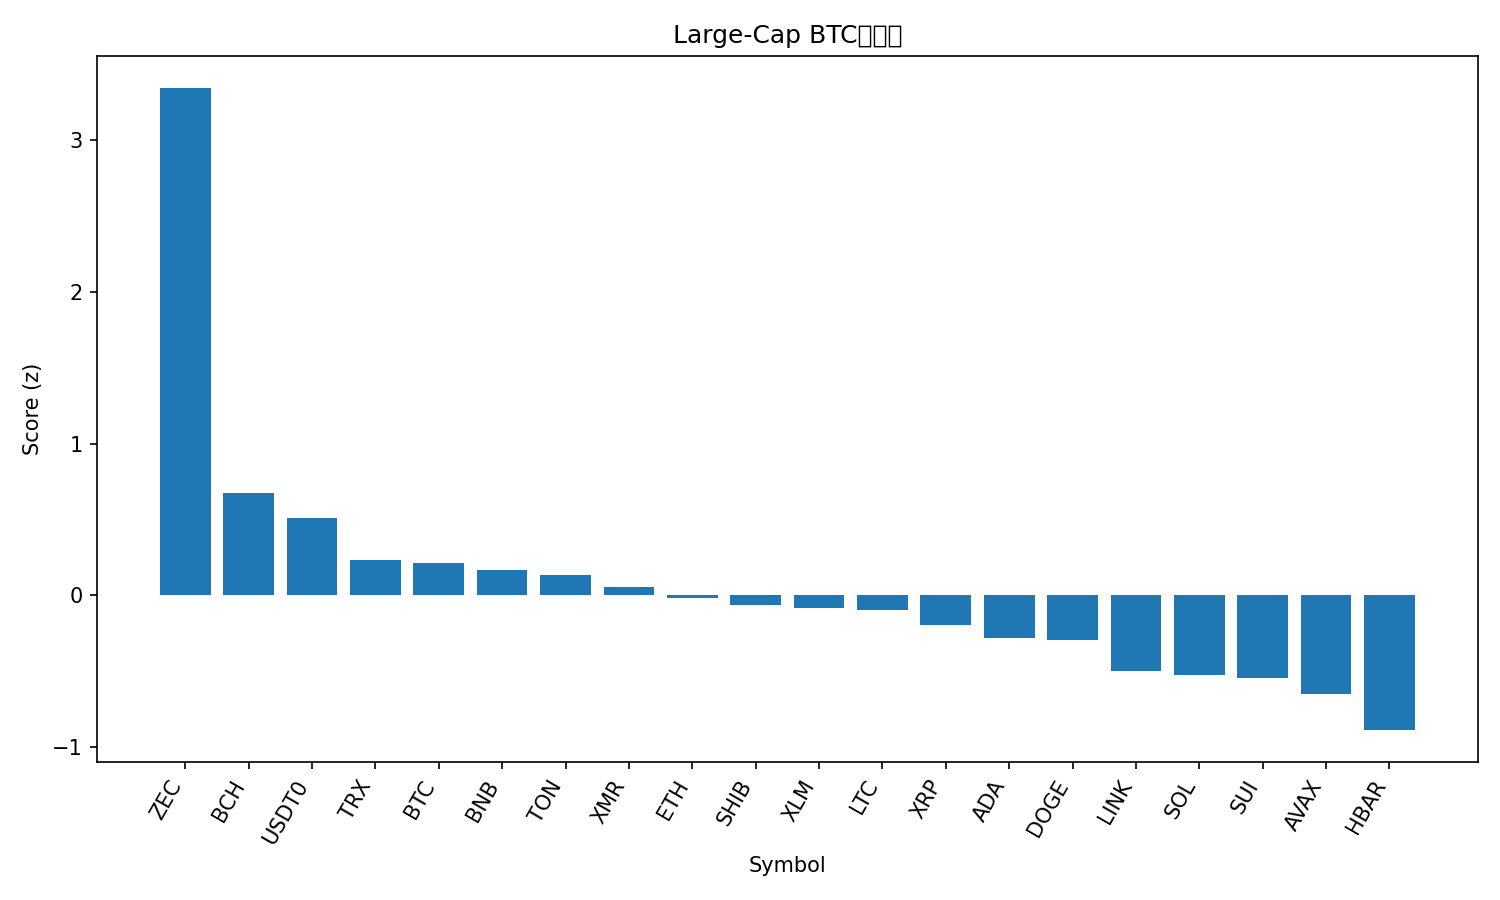 Large-Cap BTC
3
2
1
0
−1
Score (z)
ZEC
BCH
USDT0
TRX
BTC
BNB
TON
XMR
ETH
SHIB
XLM
LTC
XRP
ADA
DOGE
LINK
SOL
SUI
AVAX
HBAR
Symbol